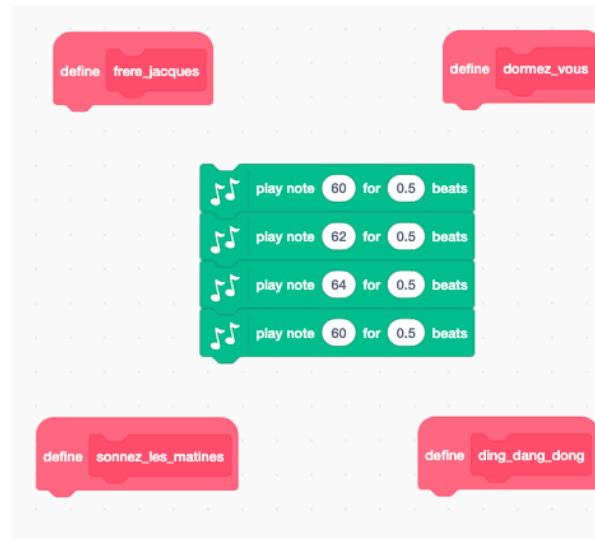 define frere_jacques
define dormez_vous
play note 60 for 0.5 beats
play note 62 for 0.5 beats
play note 64 for 0.5 beats
play note 60 for 0.5 beats
define sonnez_les_matines
define ding_dang_dong